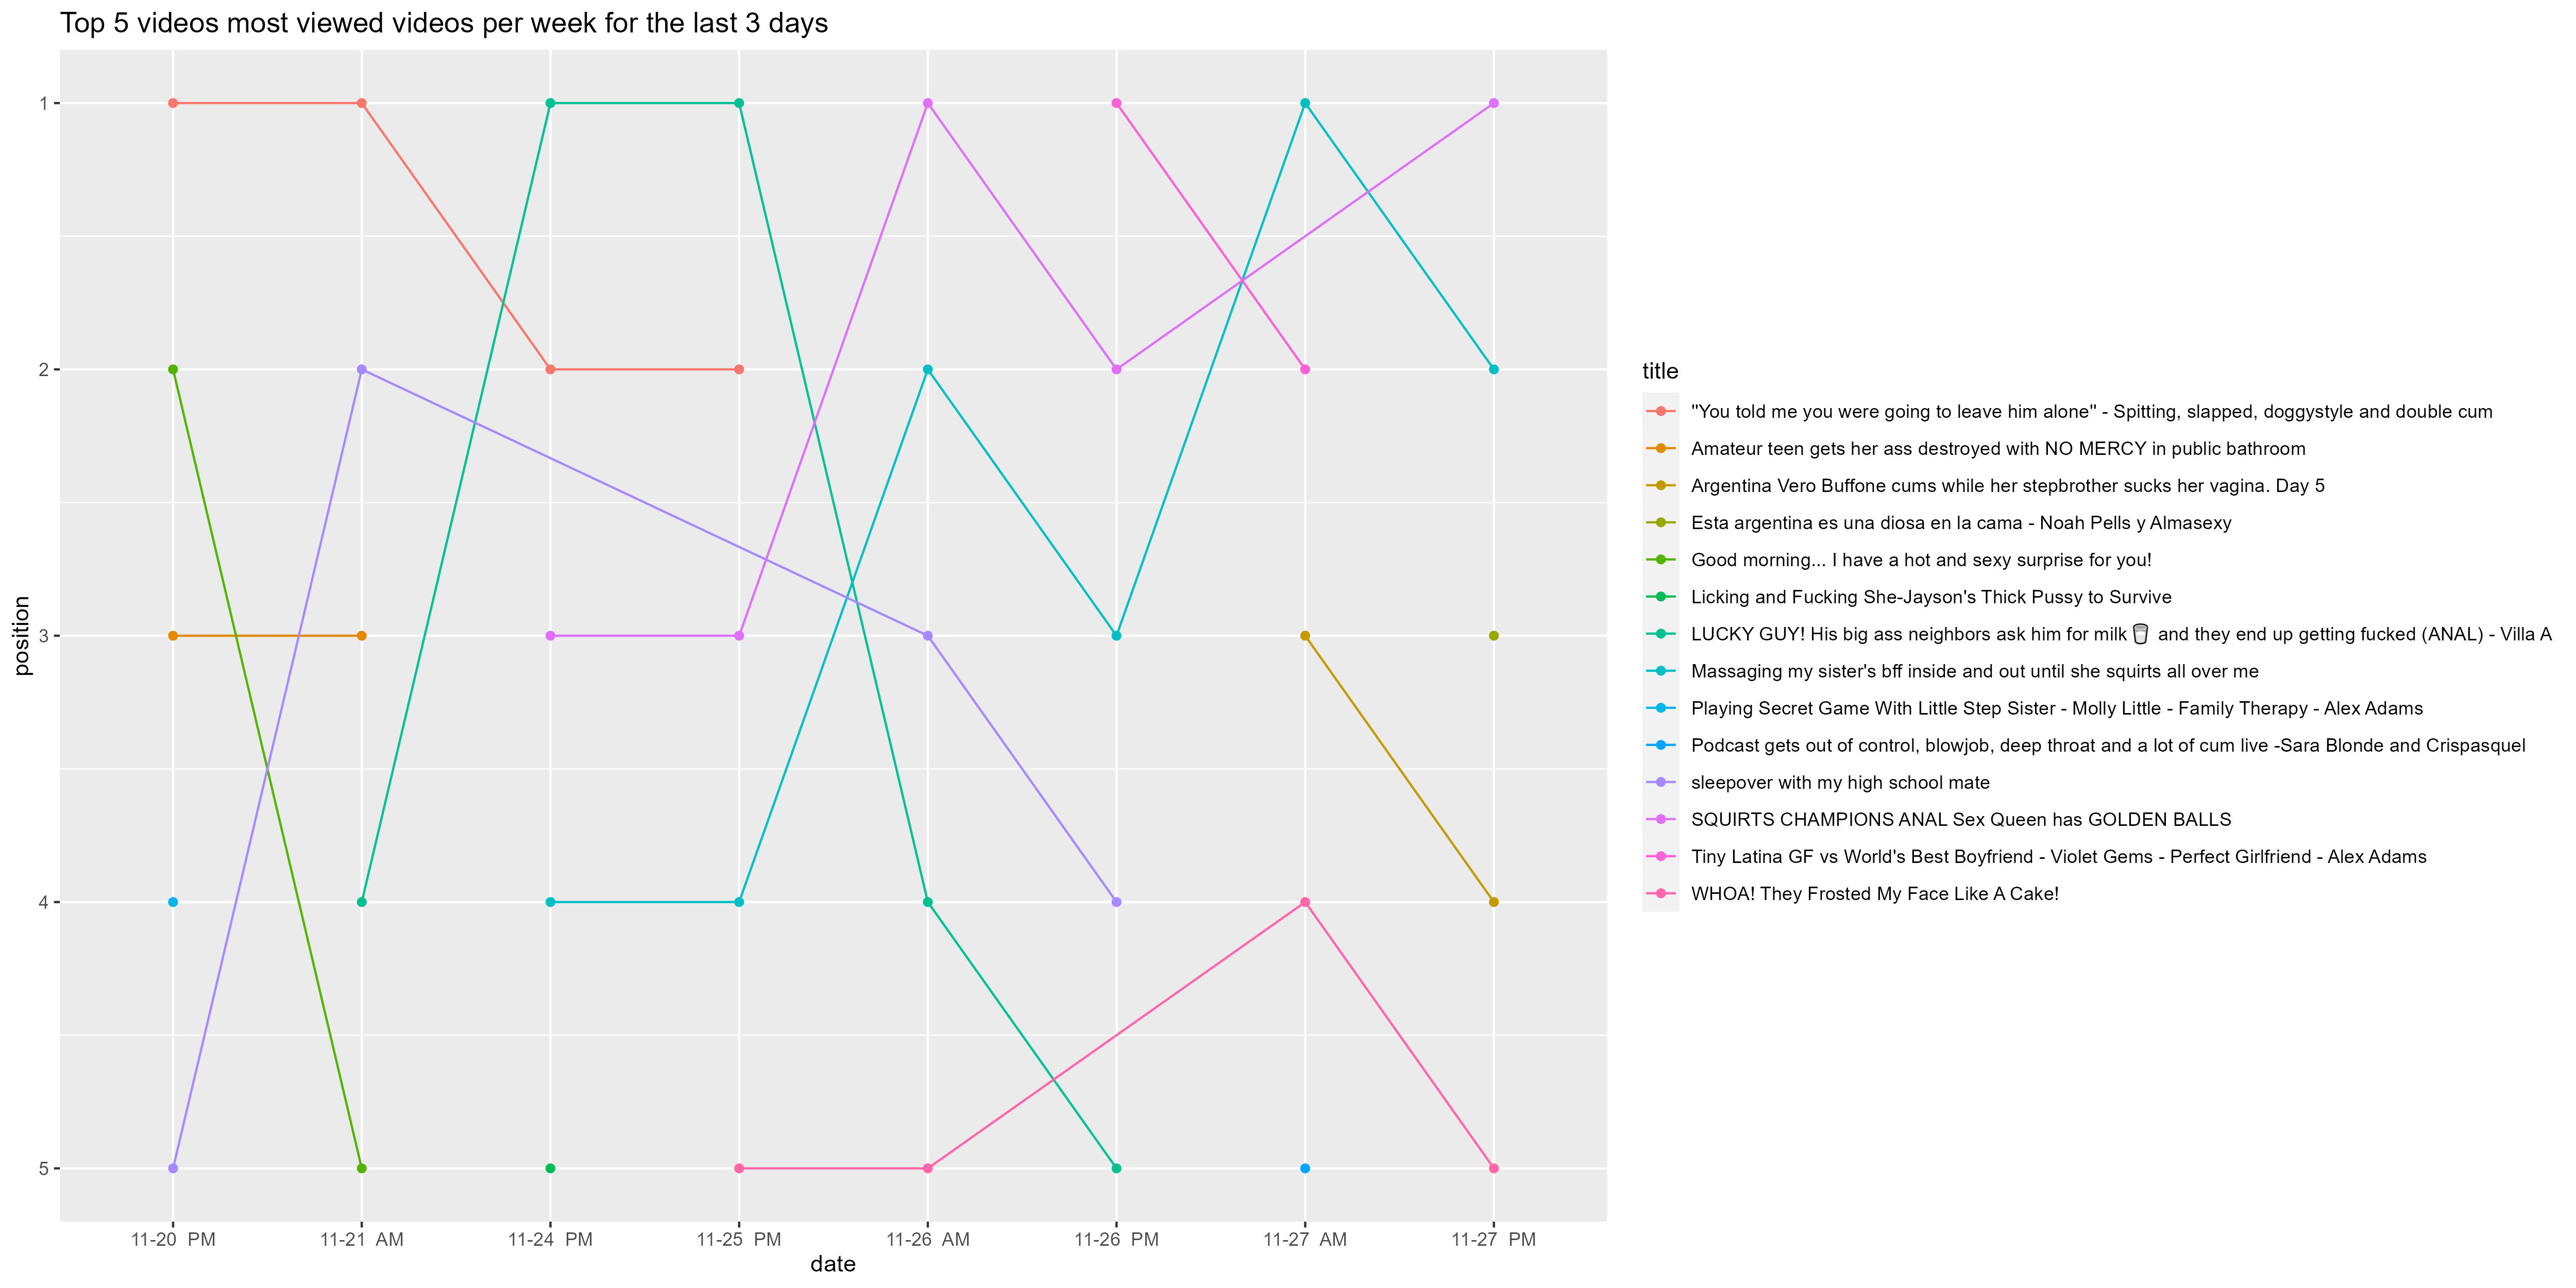 Top 5 videos most viewed videos per week for the last 3 days
1
2
3
4
5
position
11-20 PM
11-21 AM
11-24 PM
11-25 PM
11-26 AM
11-26 PM
11-27 AM
11-27 PM
date
title
"You told me you were going to leave him alone" - Spitting, slapped, doggystyle and double cum
Amateur teen gets her ass destroyed with NO MERCY in public bathroom
Argentina Vero Buffone cums while her stepbrother sucks her vagina. Day 5
Esta argentina es una diosa en la cama - Noah Pells y Almasexy
Good morning... I have a hot and sexy surprise for you!
Licking and Fucking She-Jayson's Thick Pussy to Survive
LUCKY GUY! His big ass neighbors ask him for milk 🥛 and they end up getting fucked (ANAL) - Villa A
Massaging my sister's bff inside and out until she squirts all over me
Playing Secret Game With Little Step Sister - Molly Little - Family Therapy - Alex Adams
Podcast gets out of control, blowjob, deep throat and a lot of cum live -Sara Blonde and Crispasquel
sleepover with my high school mate
SQUIRTS CHAMPIONS ANAL Sex Queen has GOLDEN BALLS
Tiny Latina GF vs World's Best Boyfriend - Violet Gems - Perfect Girlfriend - Alex Adams
WHOA! They Frosted My Face Like A Cake!